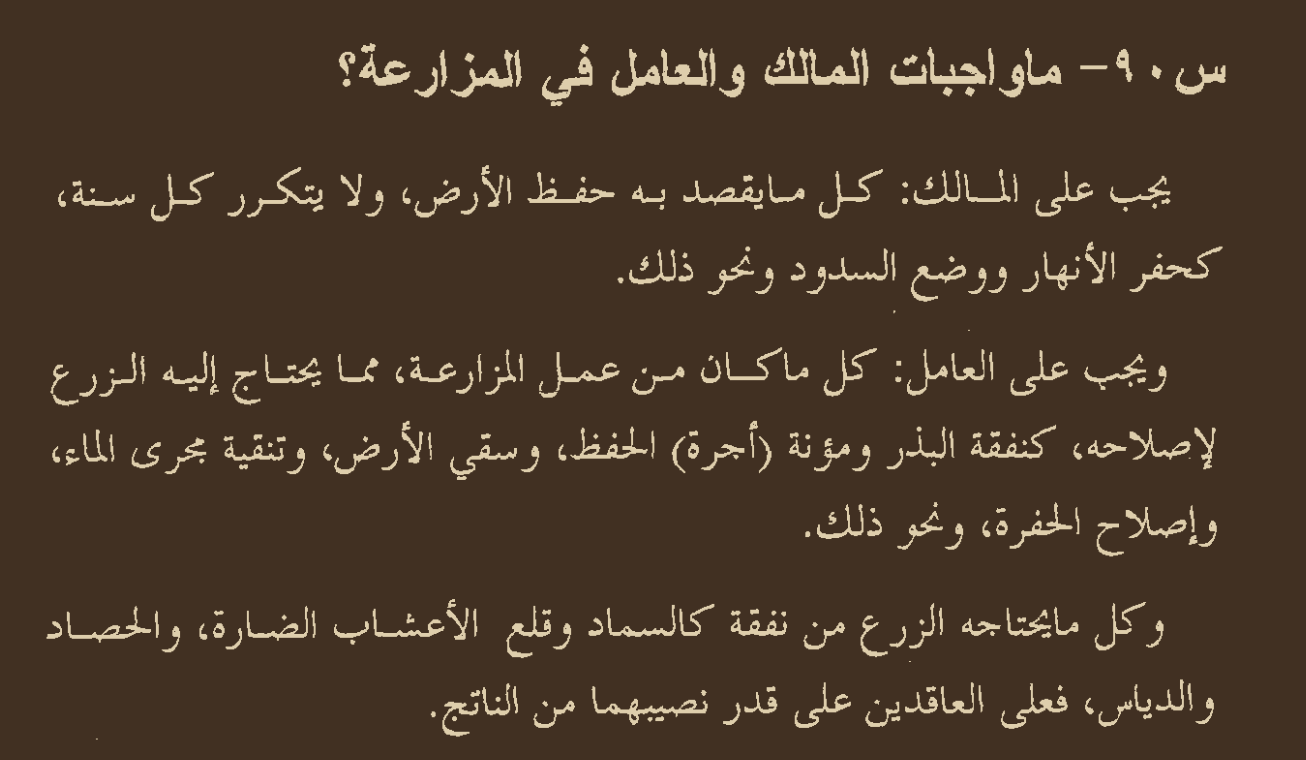 س٩٠- ماواجبات المالك والعامل في المزارعة؟
يجب على المالك: كل مايقصد به حفظ الأرض، ولا يتكرر كل سنة،
كحفر الأنهار ووضع السدود ونحو ذلك.
ويجب على العامل: كل ماكان من عمل المزارعة، مما يحتاج إليه الزرع
لإصلاحه، كنفقة البذر ومؤنة (أجرة) الحفظ، وسقي الأرض، وتنقية مجرى الماء،
وإصلاح الحفرة، ونحو ذلك.
وكل مايحتاجه الزرع من نفقة كالسماد وقلع الأعشاب الضارة، والحصاد
والدياس، فعلى العاقدين على قدر نصيبهما من الناتج.